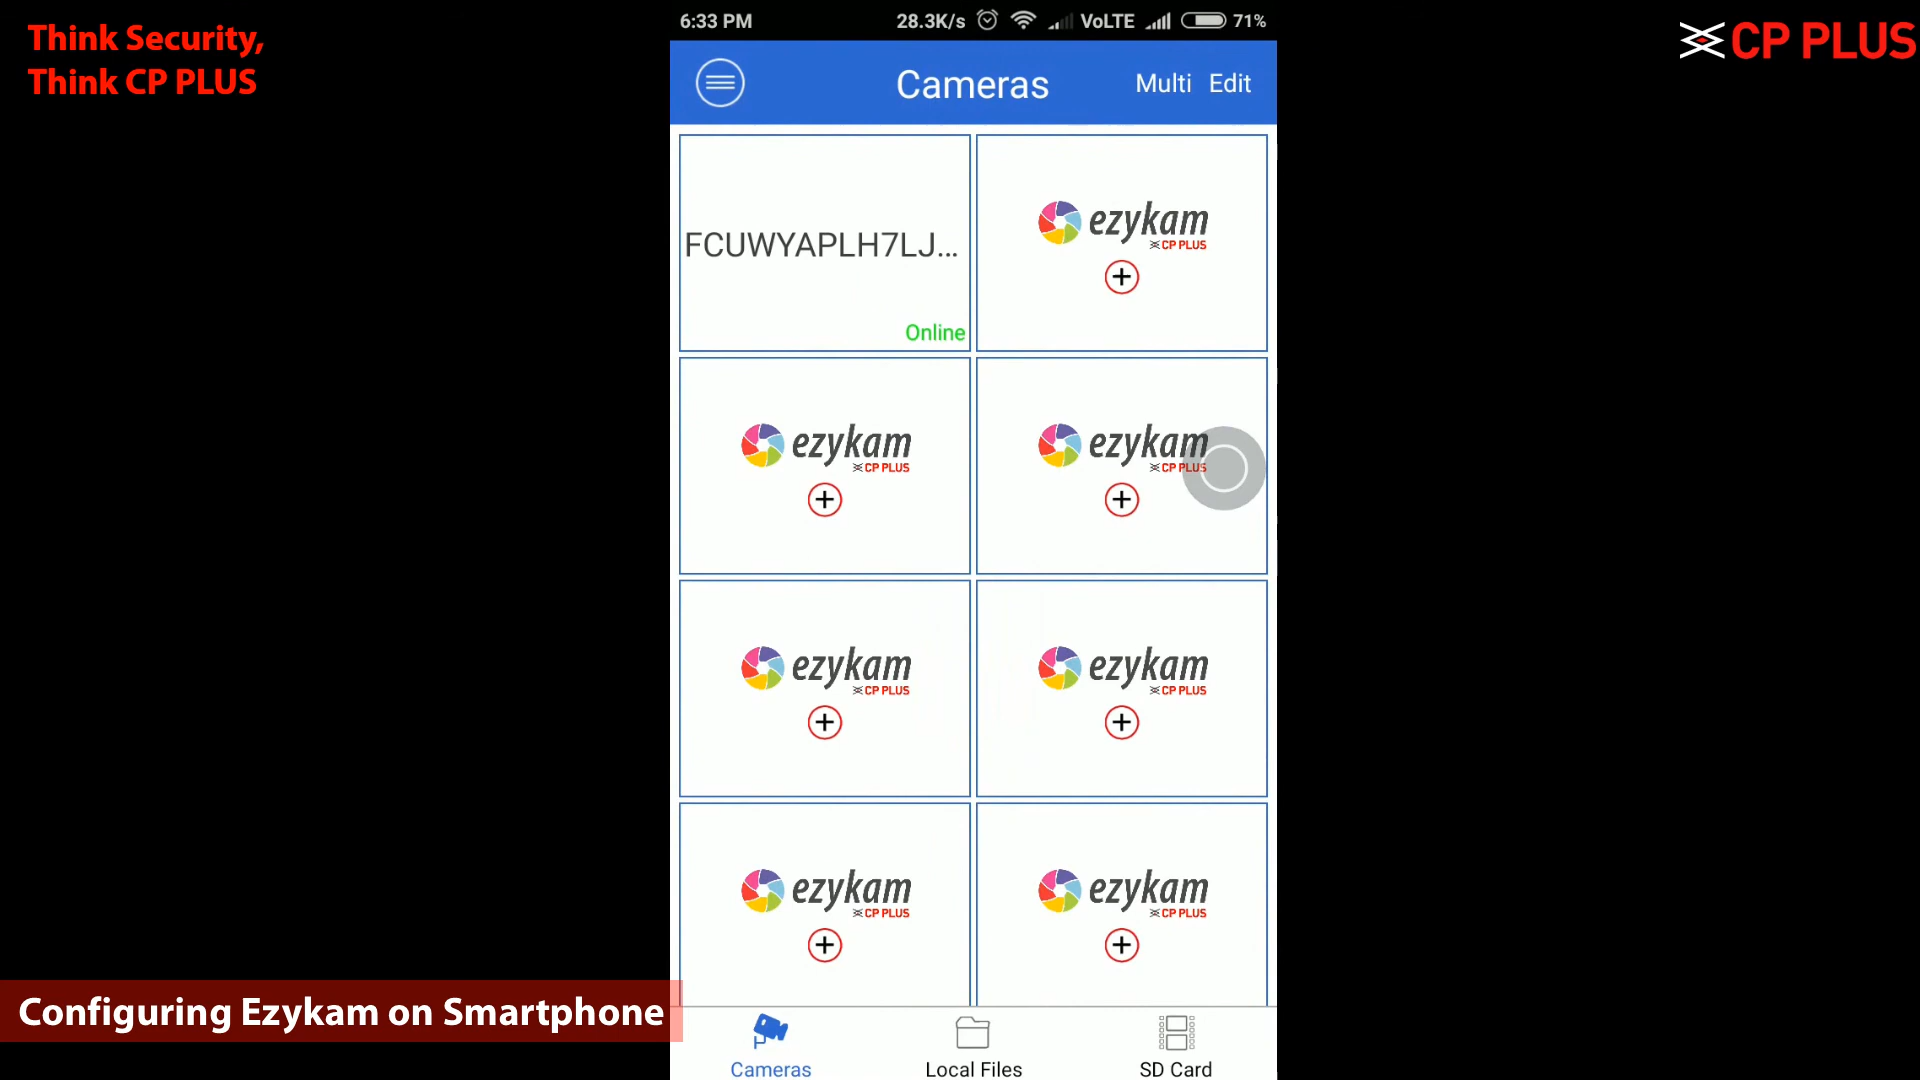 Think Security,
Think CP PLUS
CP PLUS
6:33 PM 28.3K/s VoLTE 71%
Cameras Multi Edit
FCUWYAPLH7LJ...
Online
ezykam
CP PLUS
ezykam
CP PLUS
ezykam
CP PLUS
ezykam
CP PLUS
ezykam
CP PLUS
ezykam
CP PLUS
ezykam
CP PLUS
Configuring Ezykam on Smartphone
Cameras Local Files SD Card